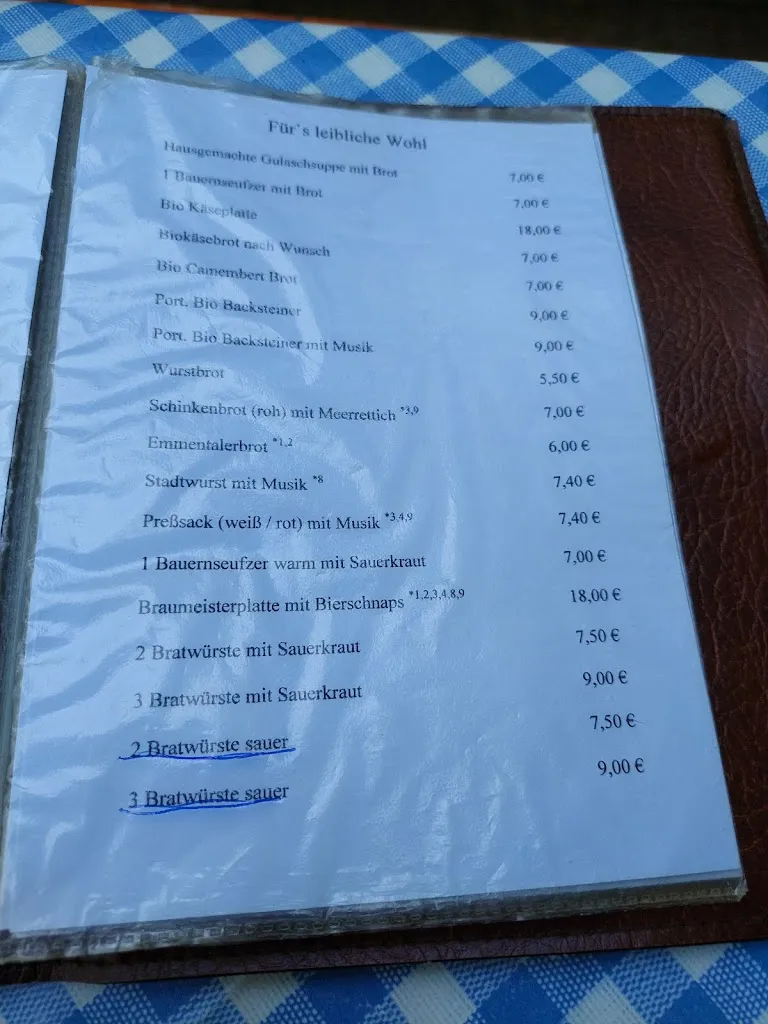 Für's leibliche Wohl
Hausgemachte Gulaschsuppe mit Brot 7,00 €
1 Bauernseufzer mit Brot 7,00 €
Bio Käseplatte 18,00 €
Biokäsebrot nach Wunsch 7,00 €
Bio Camembert Brot 7,00 €
Port. Bio Backsteiner 9,00 €
Port. Bio Backsteiner mit Musik 9,00 €
Wurstbrot 5,50 €
Schinkenbrot (roh) mit Meerrettich *3,9 7,00 €
Emmentalerbrot *1,2 6,00 €
Stadtwurst mit Musik *8 7,40 €
Preßsack (weiß / rot) mit Musik *3,4,9 7,40 €
1 Bauernseufzer warm mit Sauerkraut 7,00 €
Braumeisterplatte mit Bierschnaps *1,2,3,4,8,9 18,00 €
2 Bratwürste mit Sauerkraut 7,50 €
3 Bratwürste mit Sauerkraut 9,00 €
2 Bratwürste sauer 7,50 €
3 Bratwürste sauer 9,00 €